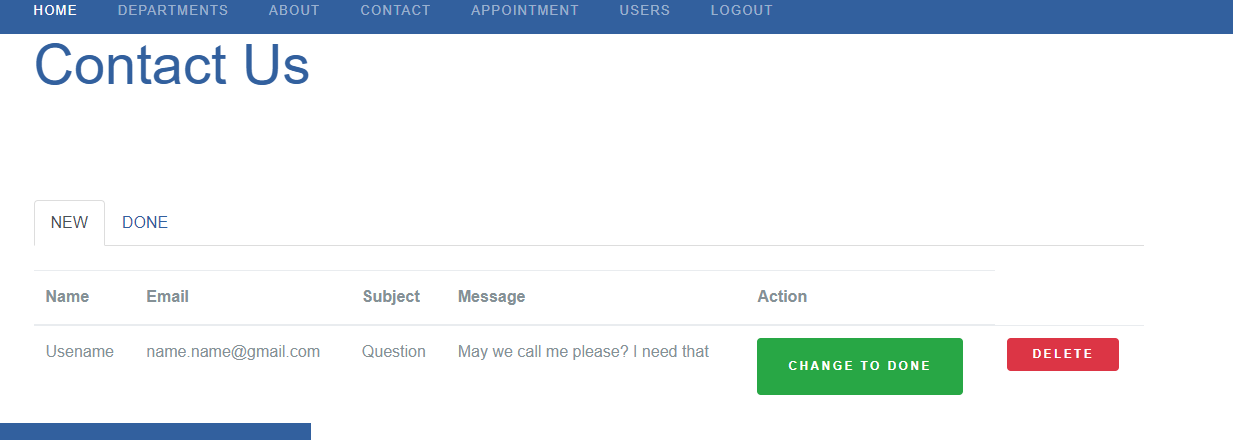 HOME DEPARTMENTS ABOUT CONTACT APPOINTMENT USERS LOGOUT
Contact Us
NEW DONE
Name Email Subject Message Action
Usename name.name@gmail.com Question May we call me please? I need that CHANGE TO DONE DELETE